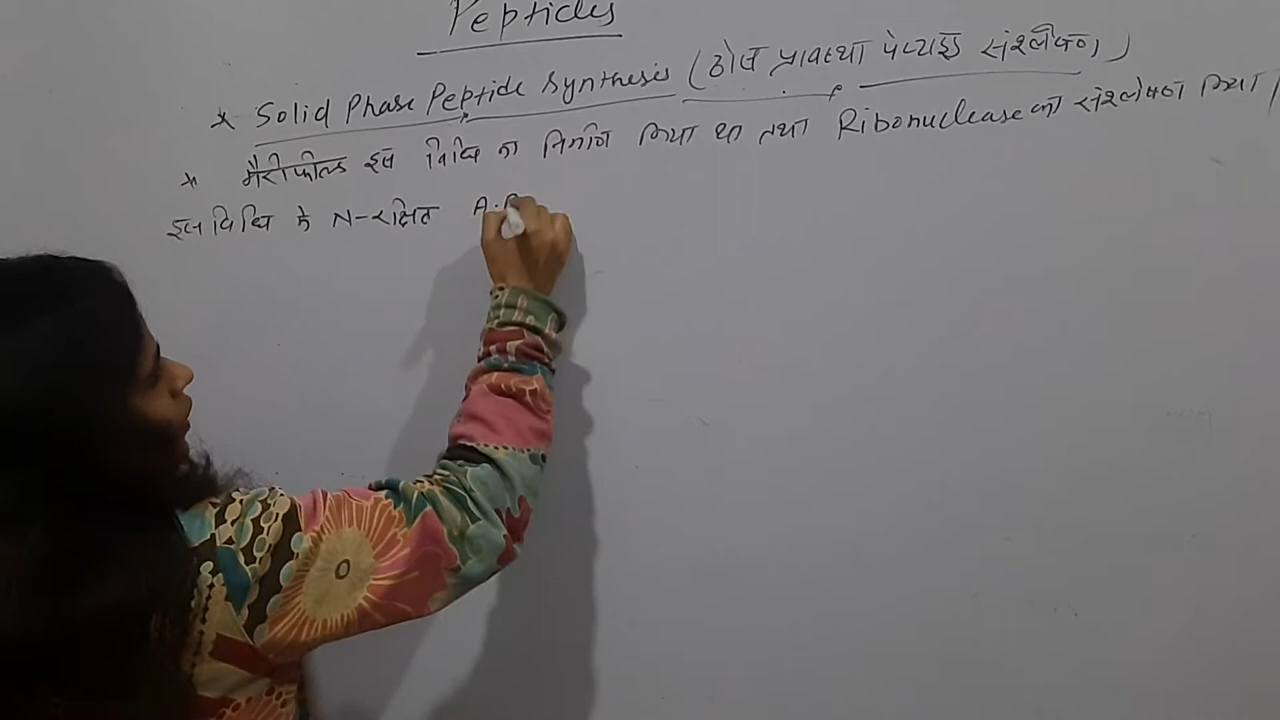 Peptides
* Solid Phase Peptide Synthesis (ठोस प्रावस्था पेप्टाइड संश्लेषण)
* मैरीफील्ड इस विधि का निर्माण किया था तथा Ribonuclease का संश्लेषण किया।
इस विधि मे N-रक्षित A.